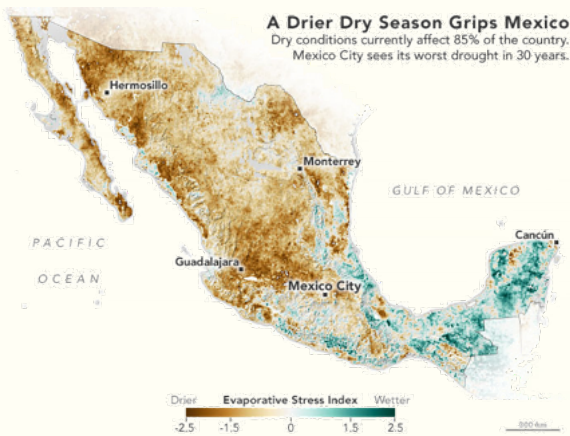 A Drier Dry Season Grips Mexico
Dry conditions currently affect 85% of the country.
Mexico City sees its worst drought in 30 years.
Hermosillo
Monterrey
GULF OF MEXICO
PACIFIC
OCEAN
Cancún
Guadalajara
Mexico City
Drier Evaporative Stress Index Wetter
-2.5 -1.5 0 1.5 2.5